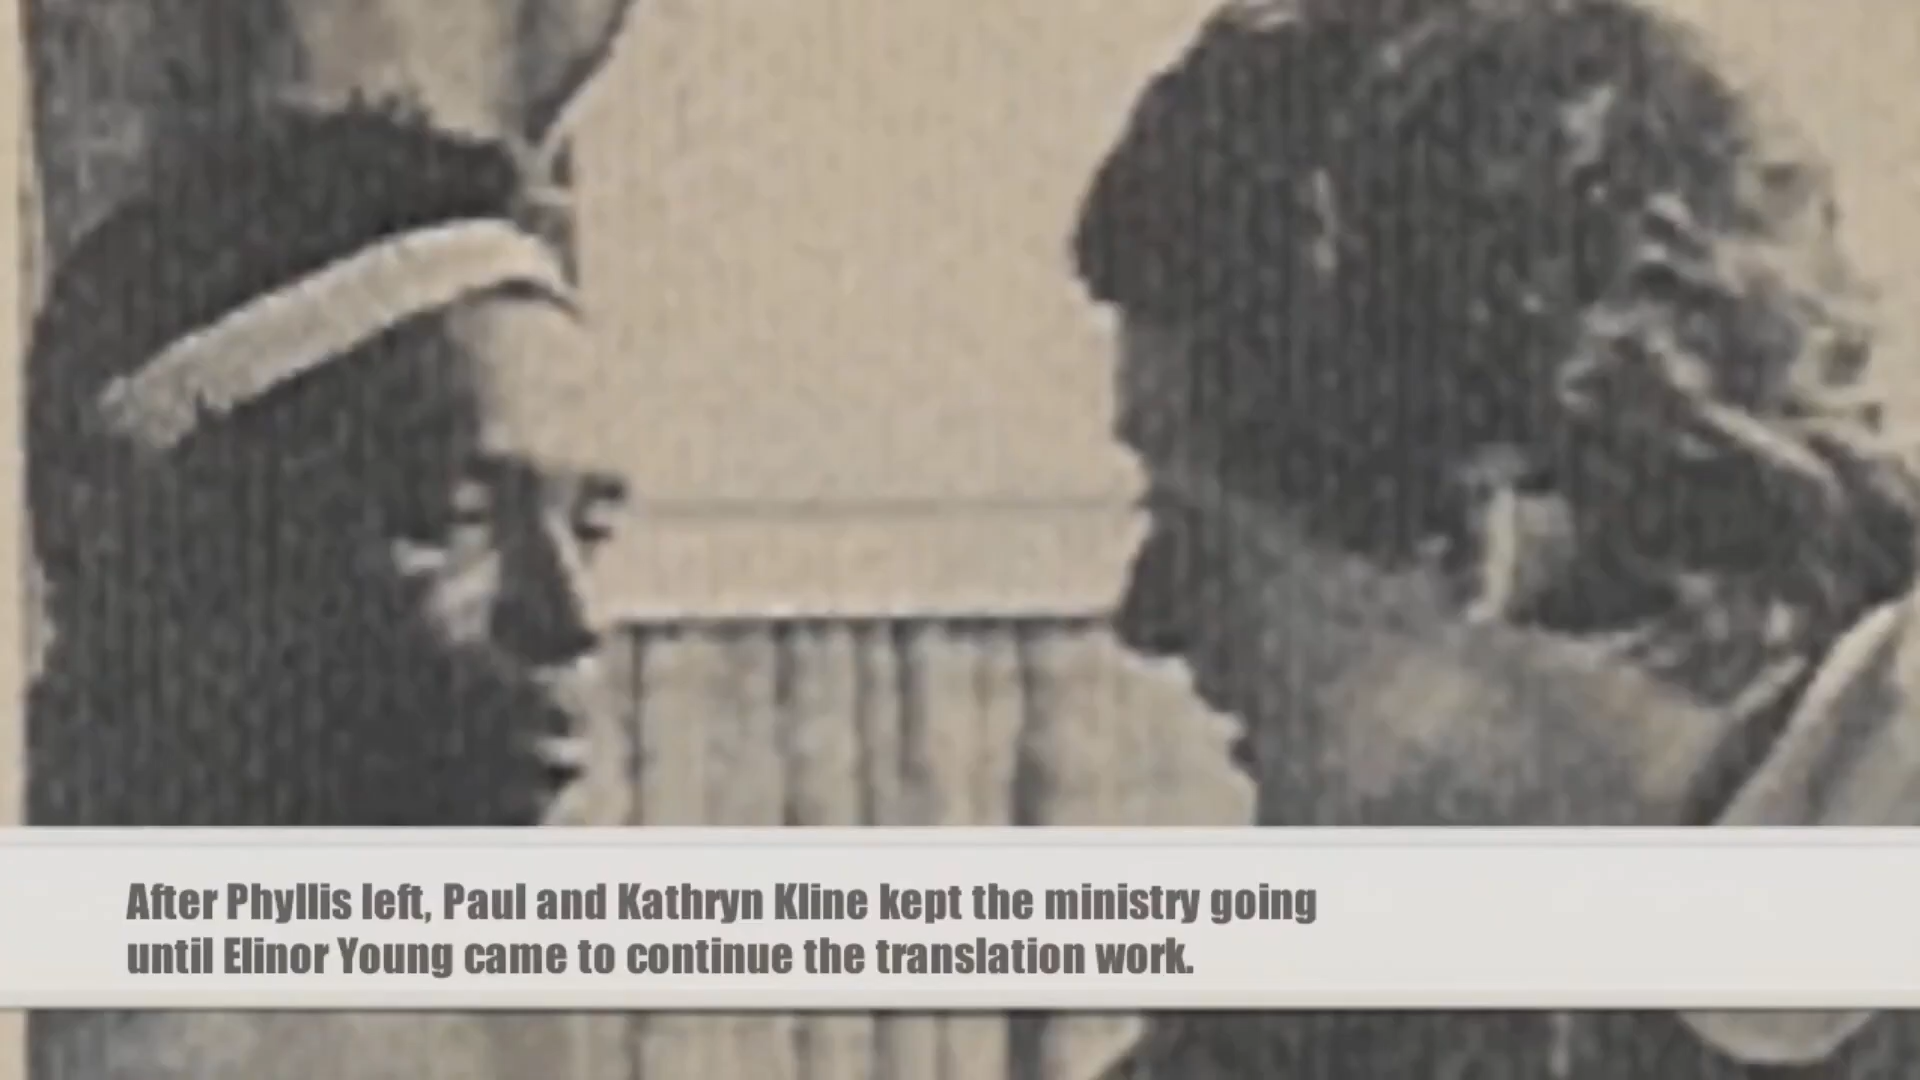 After Phyllis left, Paul and Kathryn Kline kept the ministry going
until Elinor Young came to continue the translation work.